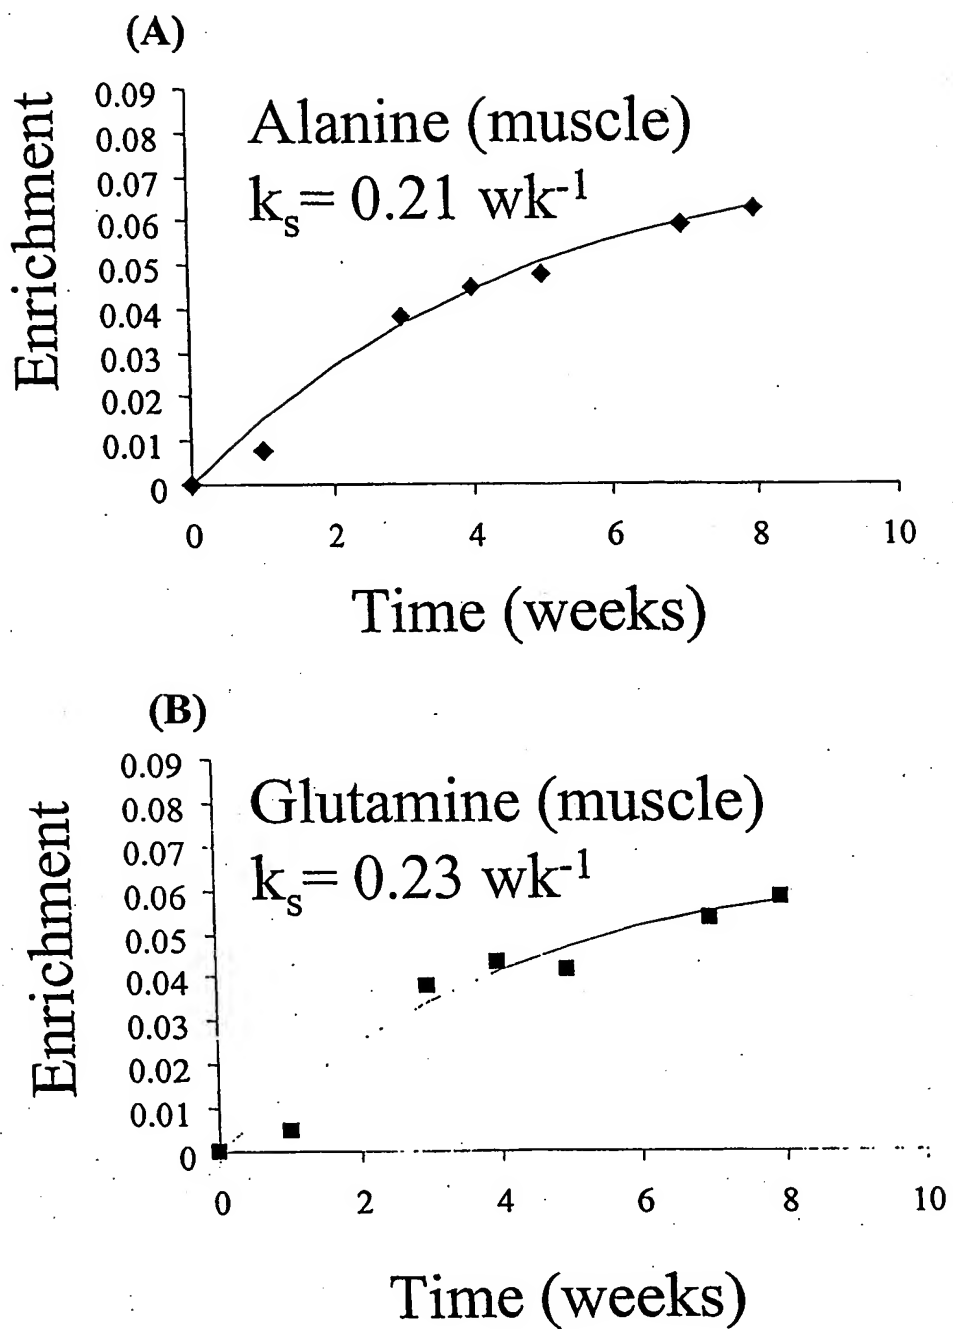 (A)
Alanine (muscle)
kₛ= 0.21 wk⁻¹
Enrichment
0.09
0.08
0.07
0.06
0.05
0.04
0.03
0.02
0.01
0
0 2 4 6 8 10
Time (weeks)
(B)
Glutamine (muscle)
kₛ= 0.23 wk⁻¹
Enrichment
0.09
0.08
0.07
0.06
0.05
0.04
0.03
0.02
0.01
0
0 2 4 6 8 10
Time (weeks)